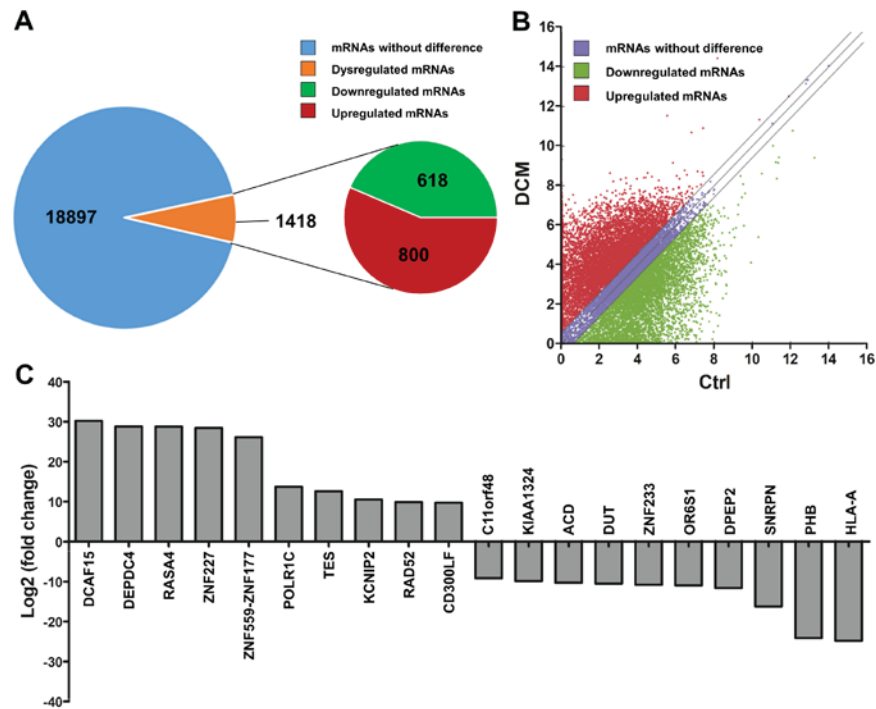 A
mRNAs without difference
Dysregulated mRNAs
Downregulated mRNAs
Upregulated mRNAs
18897
1418
618
800
B
mRNAs without difference
Downregulated mRNAs
Upregulated mRNAs
DCM
16
14
12
10
8
6
4
2
0
0 2 4 6 8 10 12 14 16
Ctrl
C
Log2 (fold change)
40
30
20
10
0
-10
-20
-30
-40
DCAF15
DEPDC4
RASA4
ZNF227
ZNF559-ZNF177
POLR1C
TES
KCNIP2
RAD52
CD300LF
C11orf48
KIAA1324
ACD
DUT
ZNF233
OR6S1
DPEP2
SNRPN
PHB
HLA-A